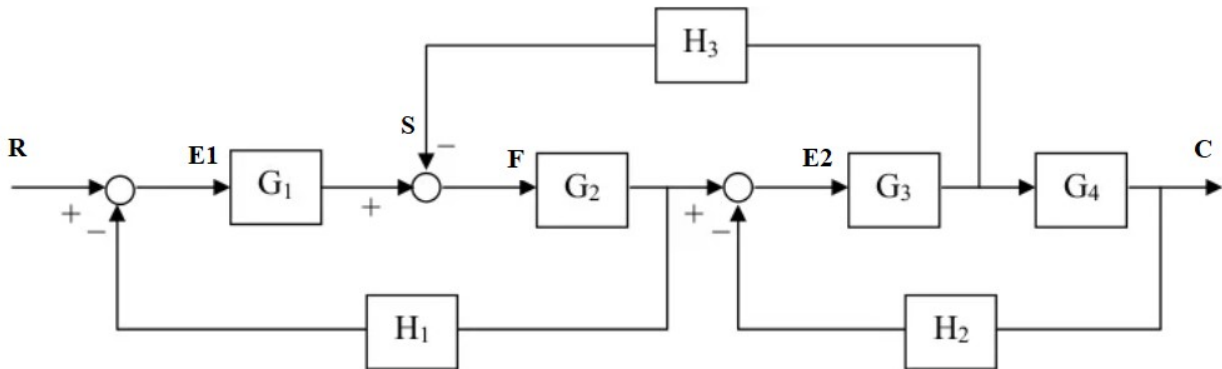 H₃
S
R
E1
F
E2
C
G₁
G₂
G₃
G₄
+
−
+
−
+
−
H₁
H₂